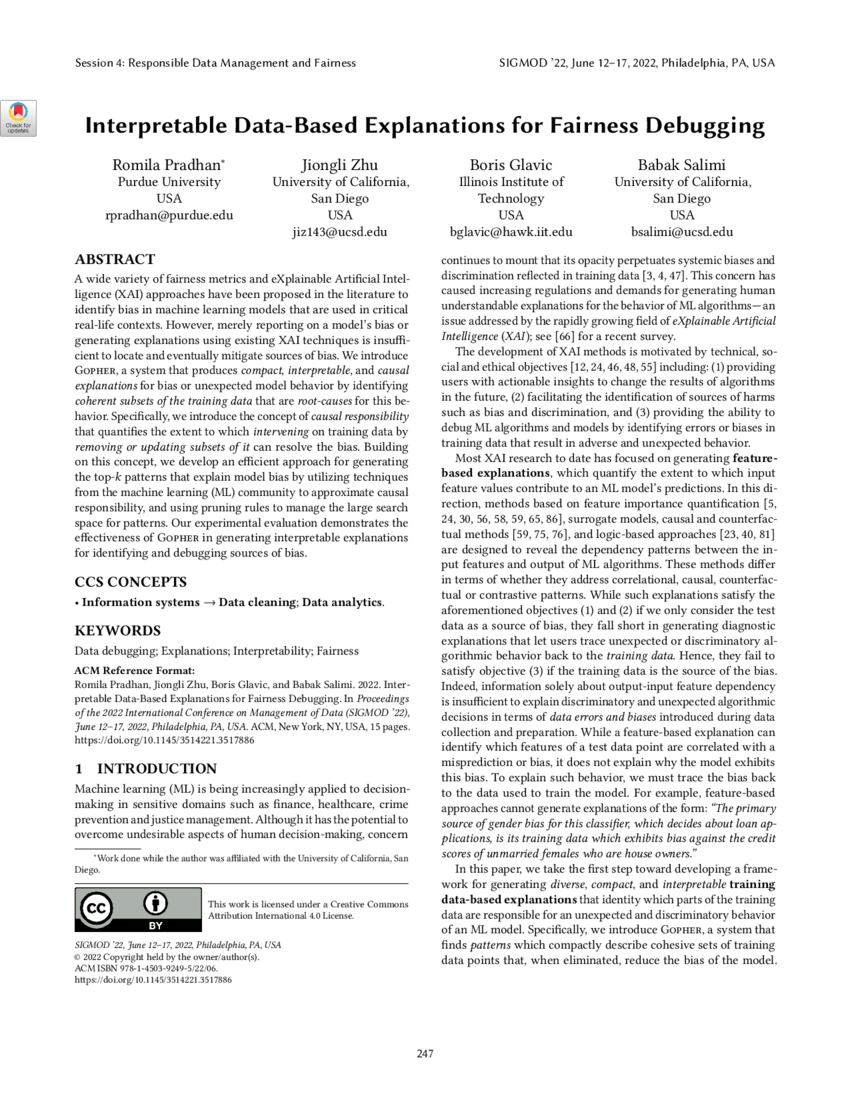 Session 4: Responsible Data Management and Fairness
SIGMOD '22, June 12–17, 2022, Philadelphia, PA, USA
Check for
updates
Interpretable Data-Based Explanations for Fairness Debugging
Romila Pradhan*
Purdue University
USA
rpradhan@purdue.edu
Jiongli Zhu
University of California,
San Diego
USA
jiz143@ucsd.edu
Boris Glavic
Illinois Institute of
Technology
USA
bglavic@hawk.iit.edu
Babak Salimi
University of California,
San Diego
USA
bsalimi@ucsd.edu
ABSTRACT
A wide variety of fairness metrics and eXplainable Artificial Intel-
ligence (XAI) approaches have been proposed in the literature to
identify bias in machine learning models that are used in critical
real-life contexts. However, merely reporting on a model's bias or
generating explanations using existing XAI techniques is insuffi-
cient to locate and eventually mitigate sources of bias. We introduce
Gopher, a system that produces compact, interpretable, and causal
explanations for bias or unexpected model behavior by identifying
coherent subsets of the training data that are root-causes for this be-
havior. Specifically, we introduce the concept of causal responsibility
that quantifies the extent to which intervening on training data by
removing or updating subsets of it can resolve the bias. Building
on this concept, we develop an efficient approach for generating
the top-k patterns that explain model bias by utilizing techniques
from the machine learning (ML) community to approximate causal
responsibility, and using pruning rules to manage the large search
space for patterns. Our experimental evaluation demonstrates the
effectiveness of Gopher in generating interpretable explanations
for identifying and debugging sources of bias.
CCS CONCEPTS
• Information systems → Data cleaning; Data analytics.
KEYWORDS
Data debugging; Explanations; Interpretability; Fairness
ACM Reference Format:
Romila Pradhan, Jiongli Zhu, Boris Glavic, and Babak Salimi. 2022. Inter-
pretable Data-Based Explanations for Fairness Debugging. In Proceedings
of the 2022 International Conference on Management of Data (SIGMOD '22),
June 12–17, 2022, Philadelphia, PA, USA. ACM, New York, NY, USA, 15 pages.
https://doi.org/10.1145/3514221.3517886
1 INTRODUCTION
Machine learning (ML) is being increasingly applied to decision-
making in sensitive domains such as finance, healthcare, crime
prevention and justice management. Although it has the potential to
overcome undesirable aspects of human decision-making, concern
*Work done while the author was affiliated with the University of California, San
Diego.
cc
BY
This work is licensed under a Creative Commons
Attribution International 4.0 License.
SIGMOD '22, June 12–17, 2022, Philadelphia, PA, USA
© 2022 Copyright held by the owner/author(s).
ACM ISBN 978-1-4503-9249-5/22/06.
https://doi.org/10.1145/3514221.3517886
continues to mount that its opacity perpetuates systemic biases and
discrimination reflected in training data [3, 4, 47]. This concern has
caused increasing regulations and demands for generating human
understandable explanations for the behavior of ML algorithms—an
issue addressed by the rapidly growing field of eXplainable Artificial
Intelligence (XAI); see [66] for a recent survey.
The development of XAI methods is motivated by technical, so-
cial and ethical objectives [12, 24, 46, 48, 55] including: (1) providing
users with actionable insights to change the results of algorithms
in the future, (2) facilitating the identification of sources of harms
such as bias and discrimination, and (3) providing the ability to
debug ML algorithms and models by identifying errors or biases in
training data that result in adverse and unexpected behavior.
Most XAI research to date has focused on generating feature-
based explanations, which quantify the extent to which input
feature values contribute to an ML model's predictions. In this di-
rection, methods based on feature importance quantification [5,
24, 30, 56, 58, 59, 65, 86], surrogate models, causal and counterfac-
tual methods [59, 75, 76], and logic-based approaches [23, 40, 81]
are designed to reveal the dependency patterns between the in-
put features and output of ML algorithms. These methods differ
in terms of whether they address correlational, causal, counterfac-
tual or contrastive patterns. While such explanations satisfy the
aforementioned objectives (1) and (2) if we only consider the test
data as a source of bias, they fall short in generating diagnostic
explanations that let users trace unexpected or discriminatory al-
gorithmic behavior back to the training data. Hence, they fail to
satisfy objective (3) if the training data is the source of the bias.
Indeed, information solely about output-input feature dependency
is insufficient to explain discriminatory and unexpected algorithmic
decisions in terms of data errors and biases introduced during data
collection and preparation. While a feature-based explanation can
identify which features of a test data point are correlated with a
misprediction or bias, it does not explain why the model exhibits
this bias. To explain such behavior, we must trace the bias back
to the data used to train the model. For example, feature-based
approaches cannot generate explanations of the form: "The primary
source of gender bias for this classifier, which decides about loan ap-
plications, is its training data which exhibits bias against the credit
scores of unmarried females who are house owners."
In this paper, we take the first step toward developing a frame-
work for generating diverse, compact, and interpretable training
data-based explanations that identity which parts of the training
data are responsible for an unexpected and discriminatory behavior
of an ML model. Specifically, we introduce Gopher, a system that
finds patterns which compactly describe cohesive sets of training
data points that, when eliminated, reduce the bias of the model.
247